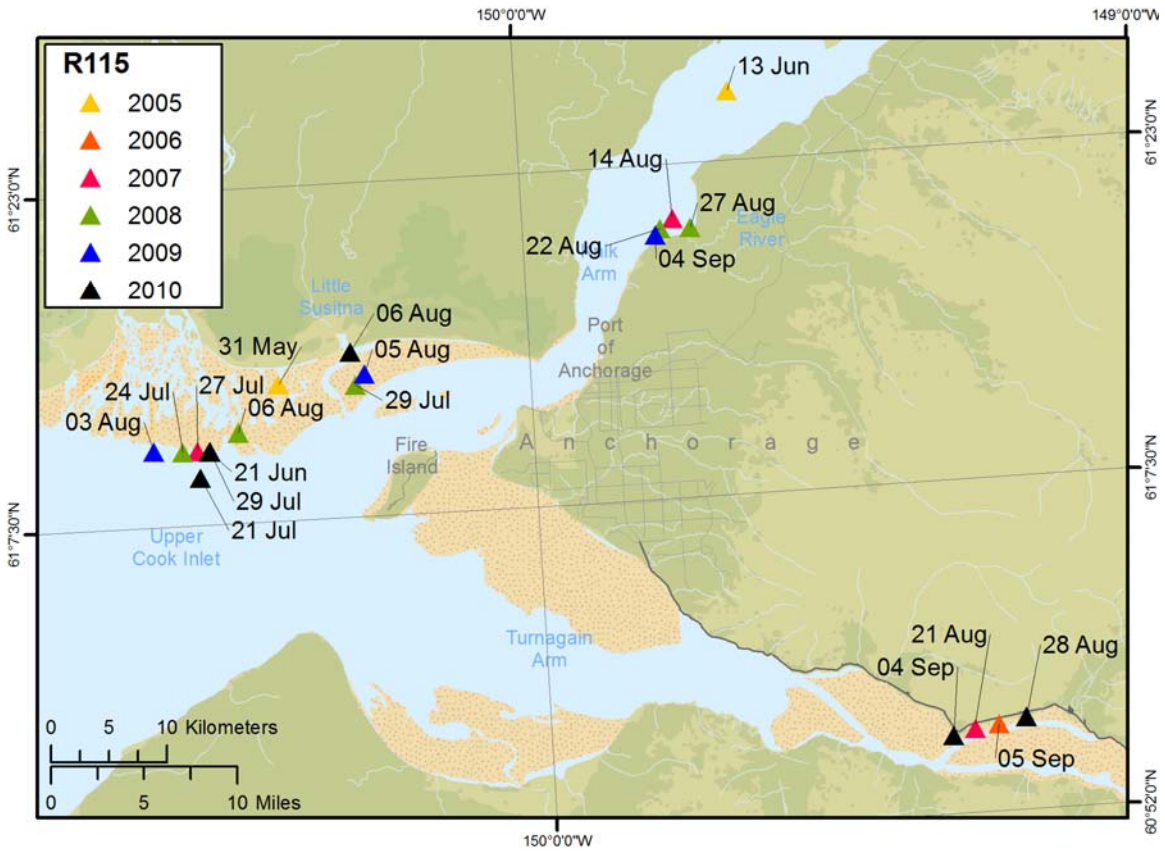 150°0'0"W
149°0'0"W
R115
2005
2006
2007
2008
2009
2010
13 Jun
61°23'0"N
14 Aug
61°23'0"N
27 Aug
Eagle
River
22 Aug
04 Sep
Knik
Arm
Little
Susitna
06 Aug
Port
of
Anchorage
31 May
05 Aug
24 Jul
27 Jul
06 Aug
29 Jul
03 Aug
Fire
Island
Anchorage
21 Jun
29 Jul
21 Jul
61°7'30"N
61°7'30"N
Upper
Cook Inlet
Turnagain
Arm
21 Aug
28 Aug
04 Sep
05 Sep
0 5 10 Kilometers
0 5 10 Miles
60°52'0"N
150°0'0"W